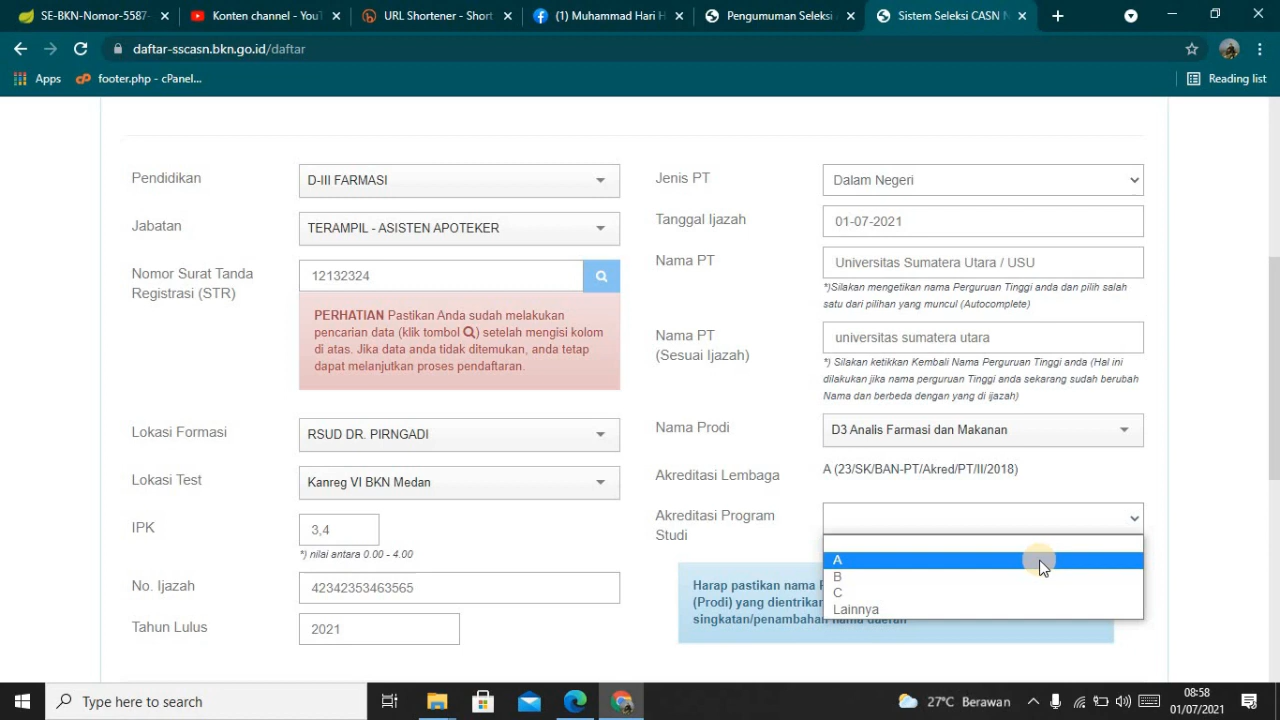 SE-BKN-Nomor-5587-
Konten channel - YouT
URL Shortener - Short
(1) Muhammad Hari H
Pengumuman Seleksi
Sistem Seleksi CASN N
daftar-sscasn.bkn.go.id/daftar
Apps
footer.php - cPanel...
Reading list
Pendidikan
D-III FARMASI
Jabatan
TERAMPIL - ASISTEN APOTEKER
Nomor Surat Tanda
Registrasi (STR)
12132324
PERHATIAN Pastikan Anda sudah melakukan
pencarian data (klik tombol ) setelah mengisi kolom
di atas. Jika data anda tidak ditemukan, anda tetap
dapat melanjutkan proses pendaftaran.
Lokasi Formasi
RSUD DR. PIRNGADI
Lokasi Test
Kanreg VI BKN Medan
IPK
3,4
*) nilai antara 0.00 - 4.00
No. Ijazah
42342353463565
Tahun Lulus
2021
Jenis PT
Dalam Negeri
Tanggal Ijazah
01-07-2021
Nama PT
Universitas Sumatera Utara / USU
*)Silakan mengetikan nama Perguruan Tinggi anda dan pilih salah
satu dari pilihan yang muncul (Autocomplete)
Nama PT
(Sesuai Ijazah)
universitas sumatera utara
*) Silakan ketikkan Kembali Nama Perguruan Tinggi anda (Hal ini
dilakukan jika nama perguruan Tinggi anda sekarang sudah berubah
Nama dan berbeda dengan yang di ijazah)
Nama Prodi
D3 Analis Farmasi dan Makanan
Akreditasi Lembaga
A (23/SK/BAN-PT/Akred/PT/II/2018)
Akreditasi Program
Studi
A
B
C
Lainnya
Harap pastikan nama
(Prodi) yang dientrikan
singkatan/penambahan nama daerah
Type here to search
27°C Berawan
08:58
01/07/2021